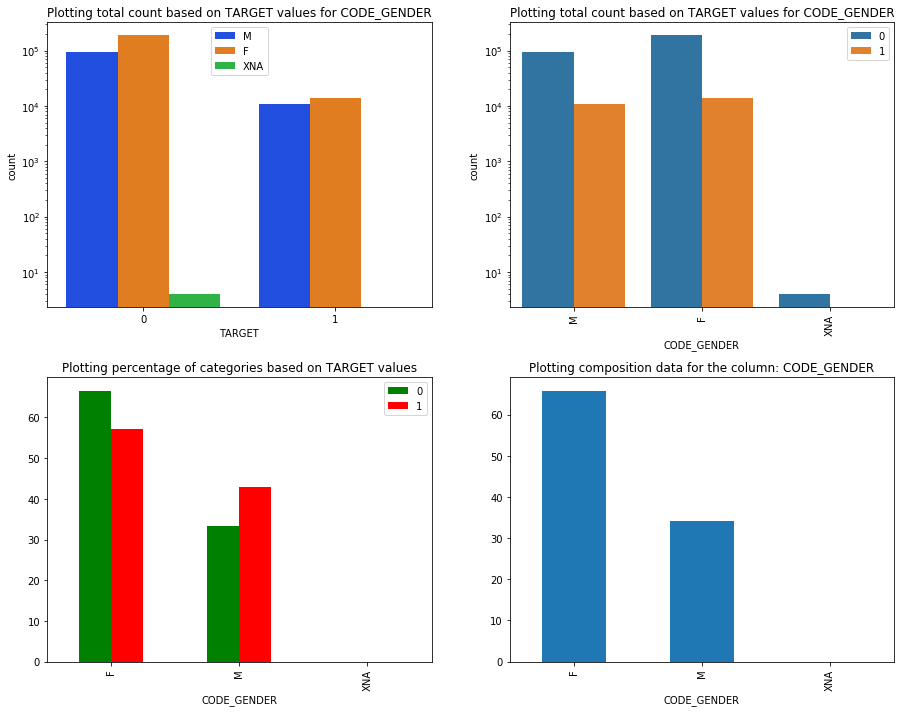 Plotting total count based on TARGET values for CODE_GENDER
M
F
XNA
10^5
10^4
10^3
10^2
10^1
count
0
1
TARGET
Plotting total count based on TARGET values for CODE_GENDER
0
1
10^5
10^4
10^3
10^2
10^1
count
M
F
XNA
CODE_GENDER
Plotting percentage of categories based on TARGET values
0
1
60
50
40
30
20
10
0
F
M
XNA
CODE_GENDER
Plotting composition data for the column: CODE_GENDER
60
50
40
30
20
10
0
F
M
XNA
CODE_GENDER